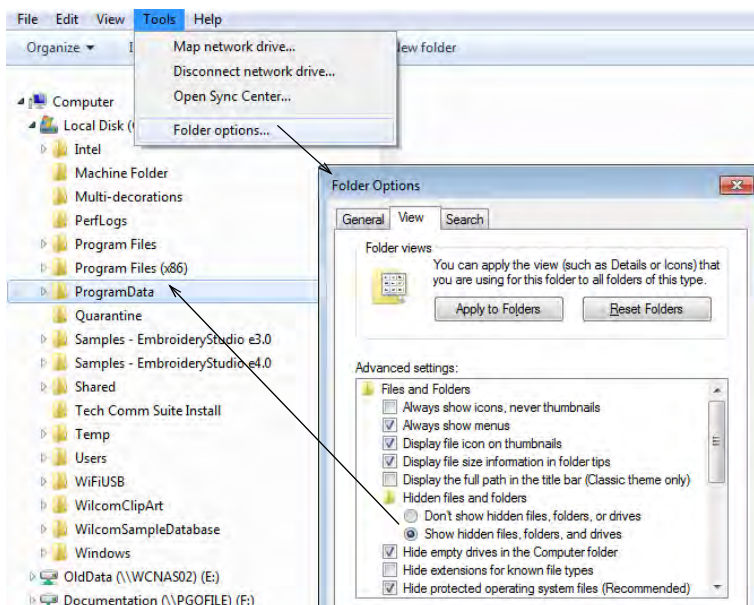 File Edit View Tools Help
Organize
Map network drive...
Disconnect network drive...
Open Sync Center...
Folder options...
ew folder
Computer
Local Disk (
Intel
Machine Folder
Multi-decorations
PerfLogs
Program Files
Program Files (x86)
ProgramData
Quarantine
Samples - EmbroideryStudio e3.0
Samples - EmbroideryStudio e4.0
Shared
Tech Comm Suite Install
Temp
Users
WiFiUSB
WilcomClipArt
WilcomSampleDatabase
Windows
OldData (\\WCNAS02) (E:)
Documentation (\\PGOFILE) (F:)
Folder Options
General View Search
Folder views
You can apply the view (such as Details or Icons) that
you are using for this folder to all folders of this type.
Apply to Folders Reset Folders
Advanced settings:
Files and Folders
Always show icons, never thumbnails
Always show menus
Display file icon on thumbnails
Display file size information in folder tips
Display the full path in the title bar (Classic theme only)
Hidden files and folders
Don't show hidden files, folders, or drives
Show hidden files, folders, and drives
Hide empty drives in the Computer folder
Hide extensions for known file types
Hide protected operating system files (Recommended)